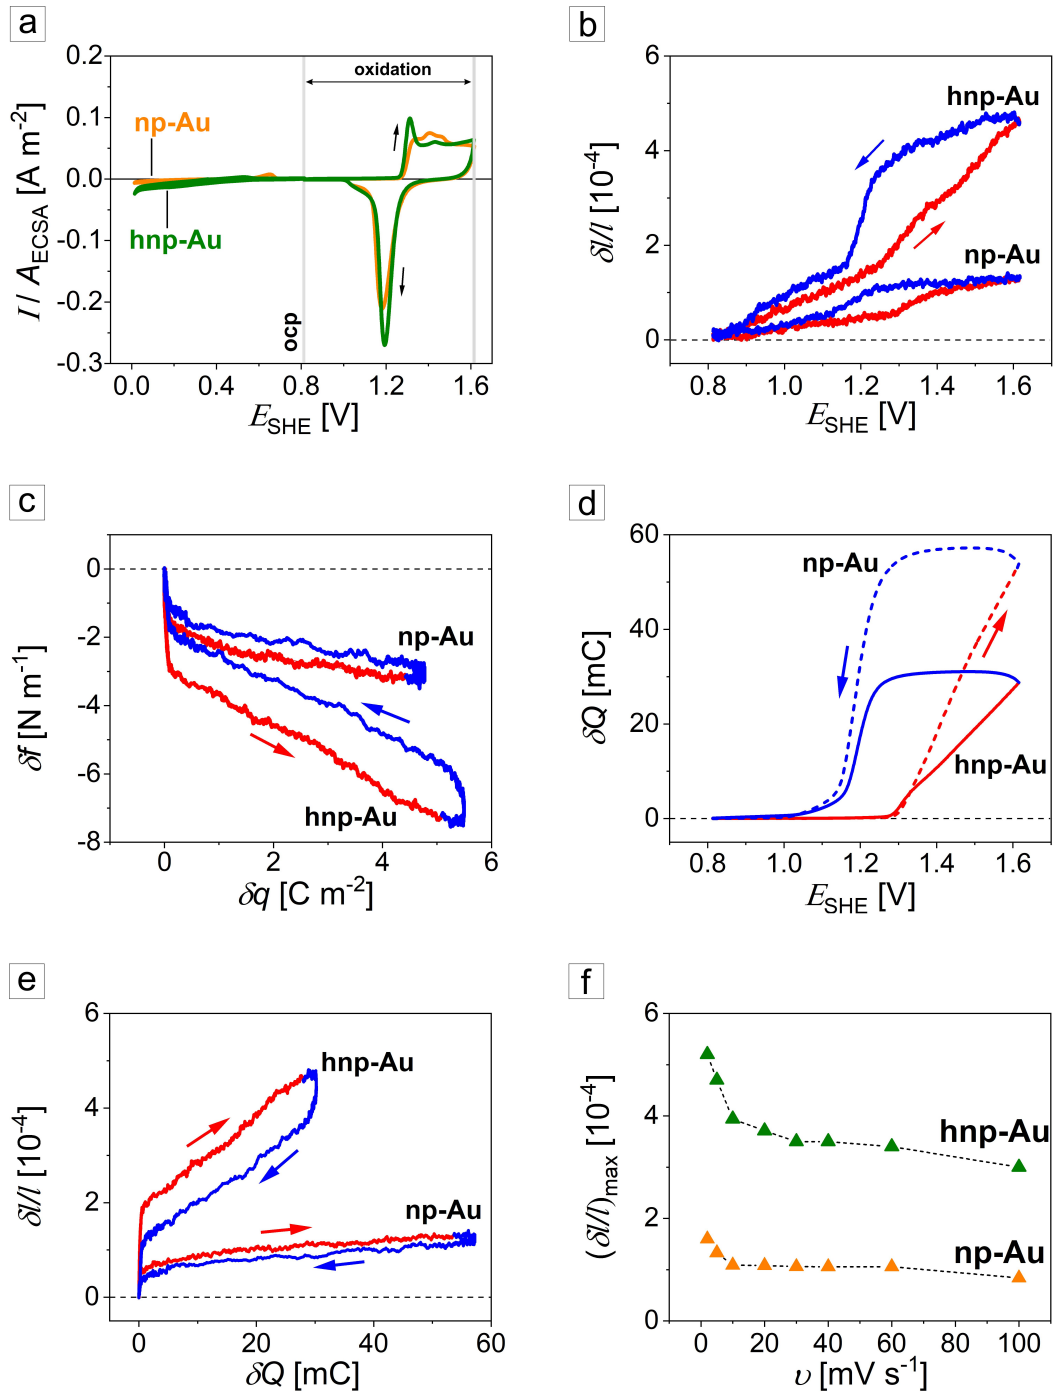 a
0.2
0.1
0.0
-0.1
-0.2
-0.3
I / A_ECSA [A m-2]
oxidation
np-Au
hnp-Au
ocp
0.0 0.4 0.8 1.2 1.6
E_SHE [V]
b
6
4
2
0
δl/l [10-4]
hnp-Au
np-Au
0.8 1.0 1.2 1.4 1.6
E_SHE [V]
c
0
-2
-4
-6
-8
δf [N m-1]
np-Au
hnp-Au
0 2 4 6
δq [C m-2]
d
60
40
20
0
δQ [mC]
np-Au
hnp-Au
0.8 1.0 1.2 1.4 1.6
E_SHE [V]
e
6
4
2
0
δl/l [10-4]
hnp-Au
np-Au
0 20 40 60
δQ [mC]
f
6
4
2
0
(δl/l)max [10-4]
hnp-Au
np-Au
0 20 40 60 80 100
υ [mV s-1]